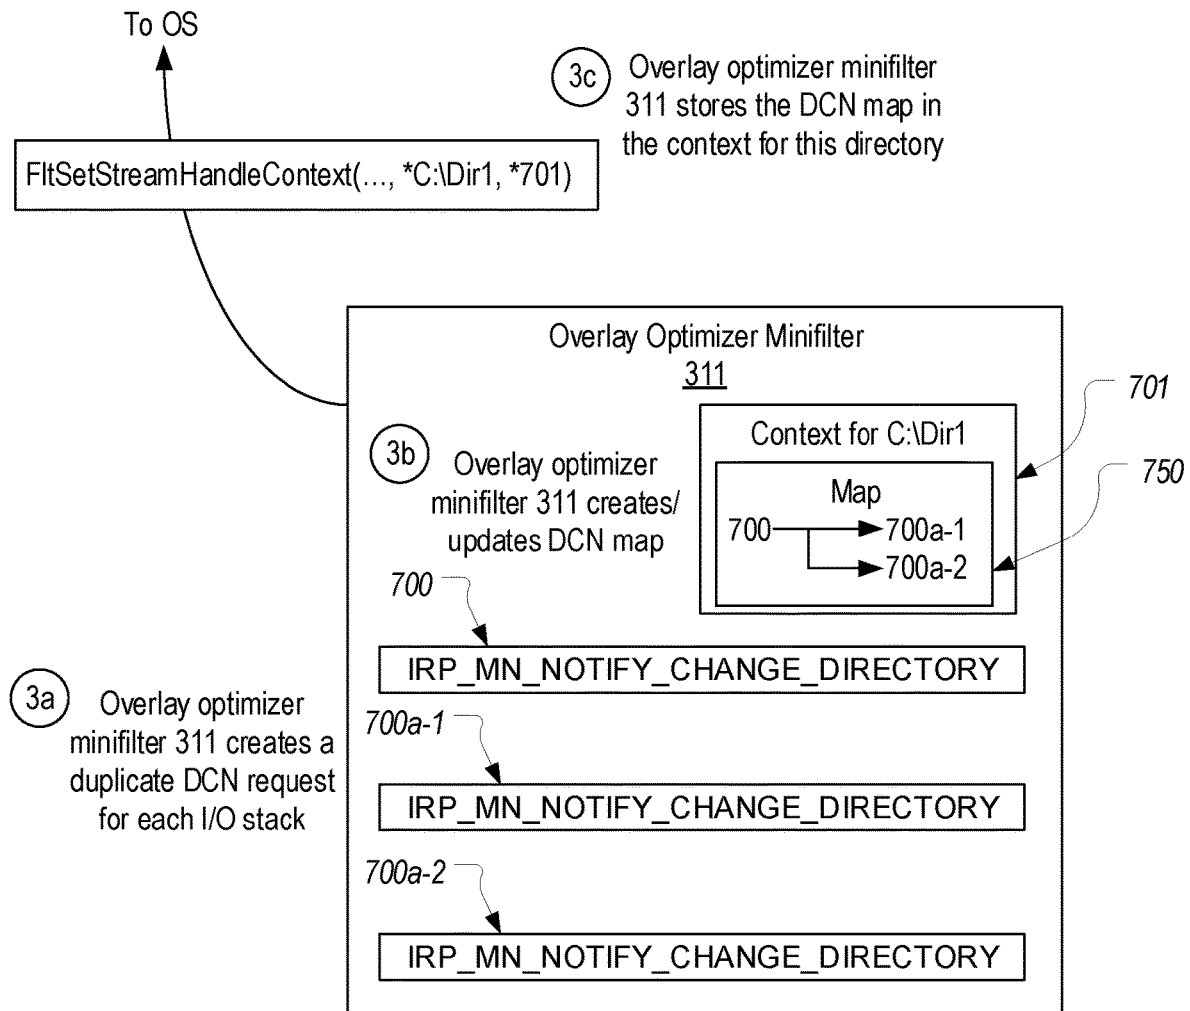 To OS
3c
Overlay optimizer minifilter
311 stores the DCN map in
the context for this directory
FltSetStreamHandleContext(..., *C:\Dir1, *701)
Overlay Optimizer Minifilter
311
701
Context for C:\Dir1
750
3b
Overlay optimizer
minifilter 311 creates/
updates DCN map
Map
700
700a-1
700a-2
700
IRP_MN_NOTIFY_CHANGE_DIRECTORY
3a
Overlay optimizer
minifilter 311 creates a
duplicate DCN request
for each I/O stack
700a-1
IRP_MN_NOTIFY_CHANGE_DIRECTORY
700a-2
IRP_MN_NOTIFY_CHANGE_DIRECTORY